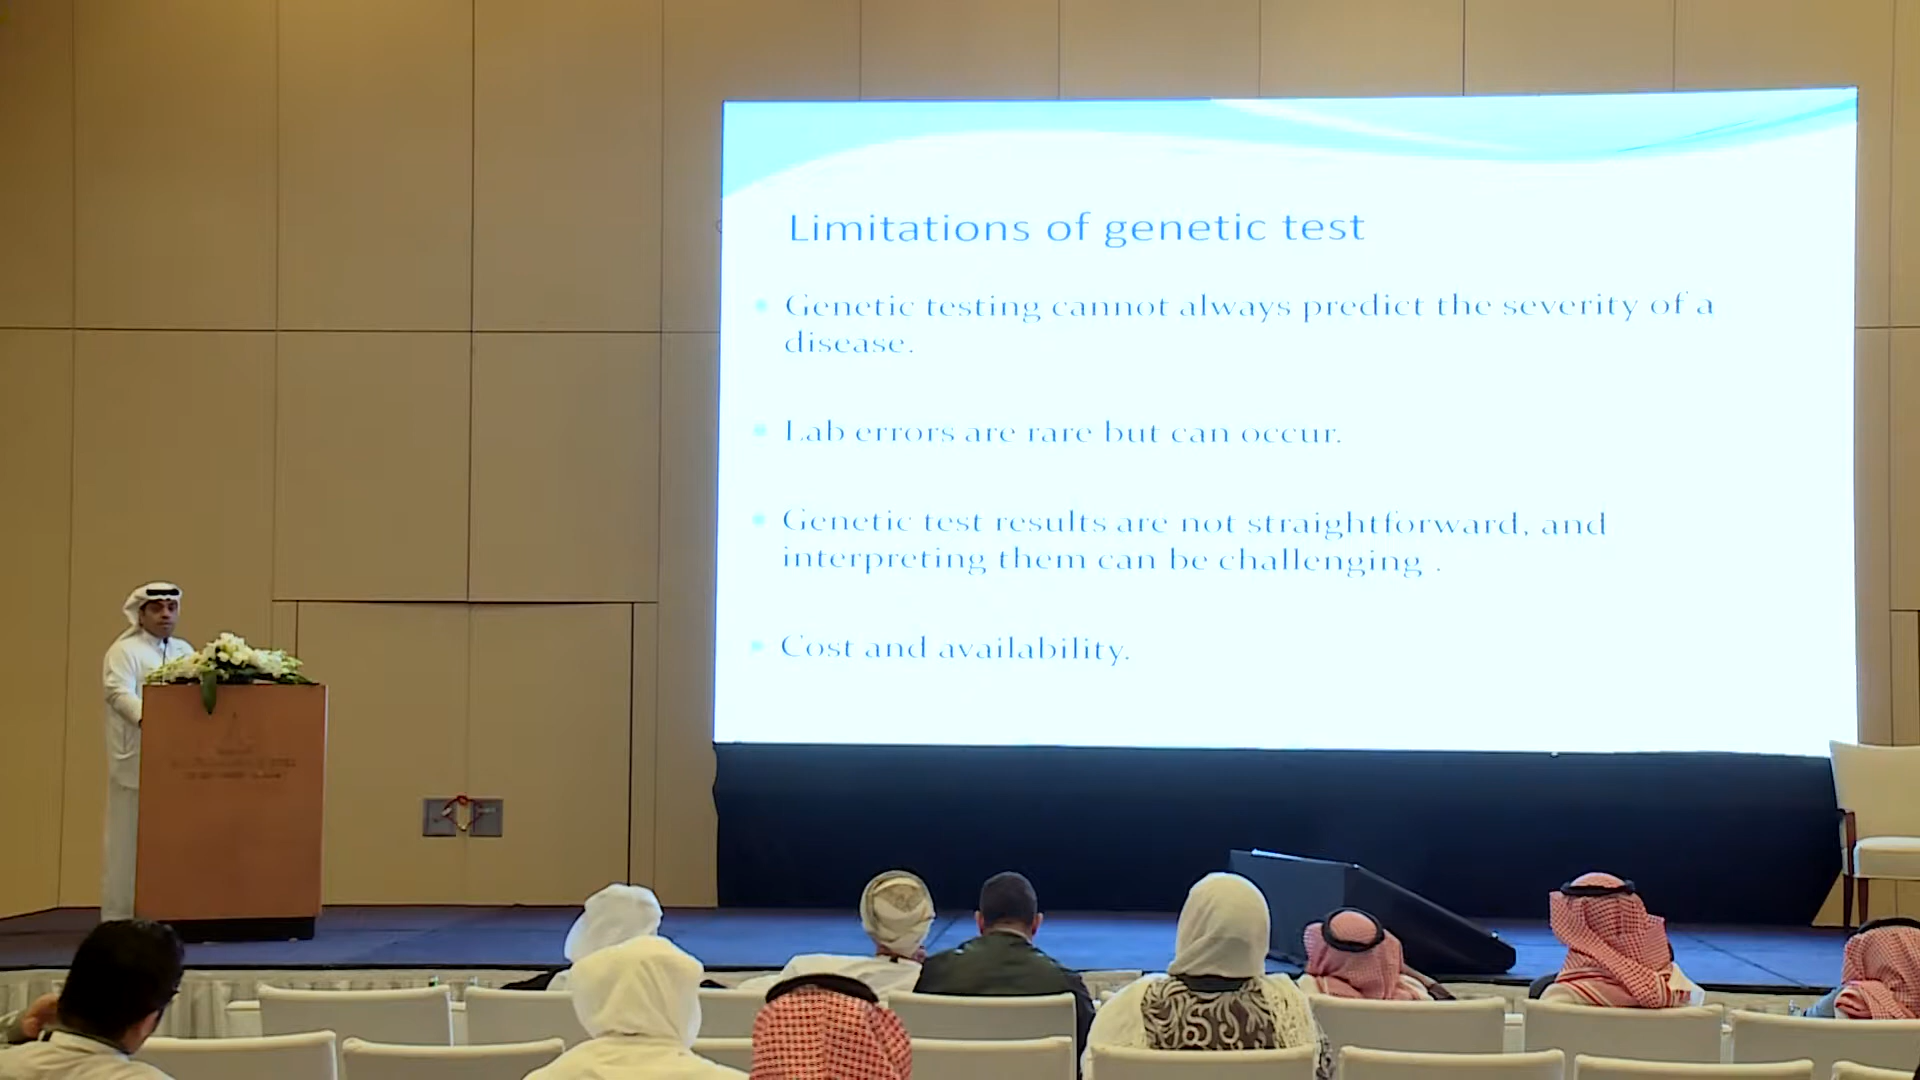 Limitations of genetic test
Genetic testing cannot always predict the severity of a
disease.
Lab errors are rare but can occur.
Genetic test results are not straightforward, and
interpreting them can be challenging .
Cost and availability.